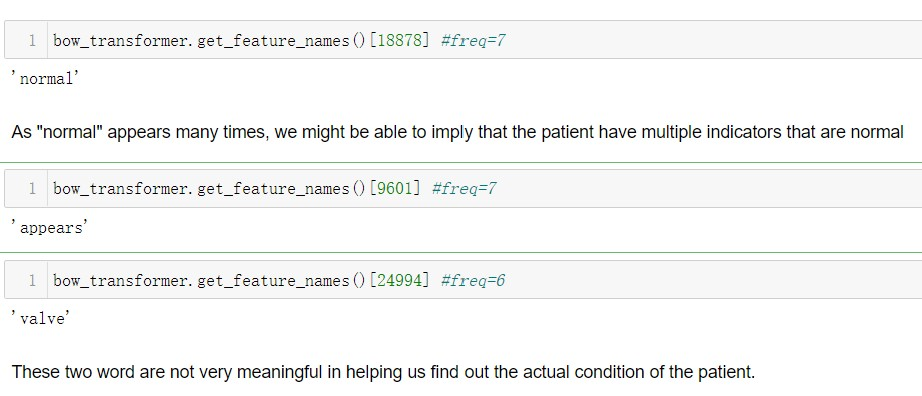 1 bow_transformer.get_feature_names()[18878] #freq=7
'normal'
As "normal" appears many times, we might be able to imply that the patient have multiple indicators that are normal
1 bow_transformer.get_feature_names()[9601] #freq=7
'appears'
1 bow_transformer.get_feature_names()[24994] #freq=6
'valve'
These two word are not very meaningful in helping us find out the actual condition of the patient.